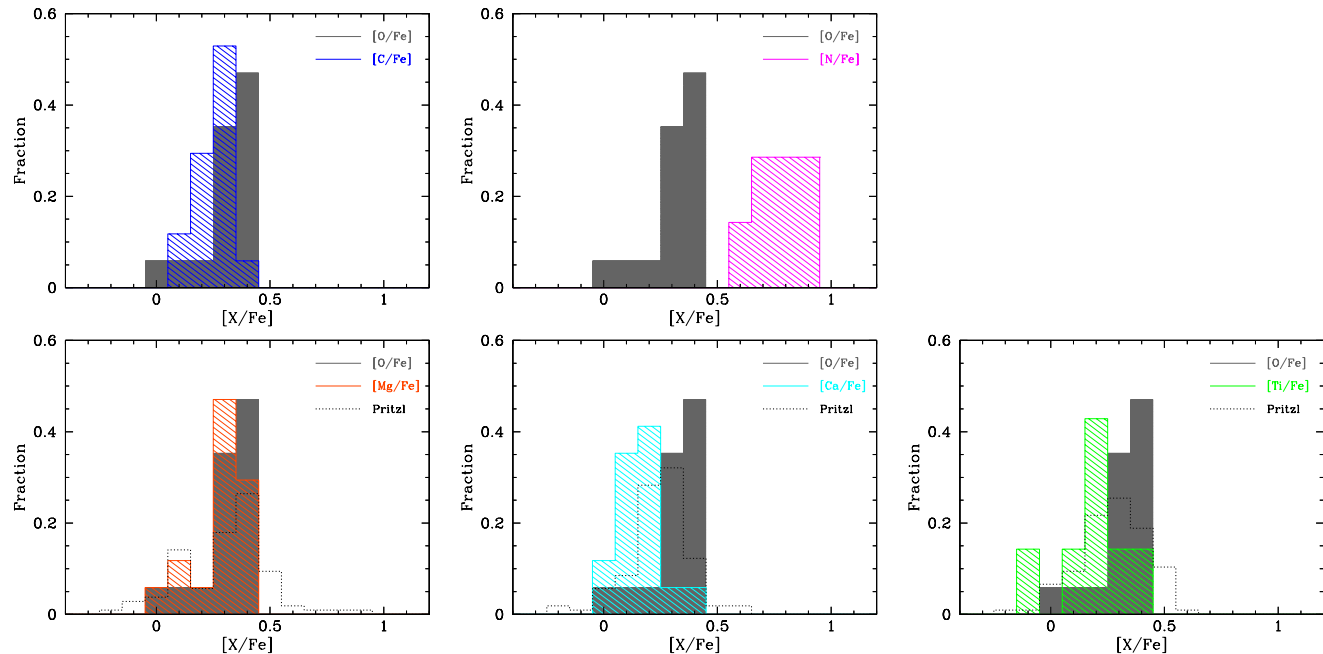 0.6
0.4
0.2
0
Fraction
[O/Fe]
[C/Fe]
0 0.5 1
[X/Fe]
0.6
0.4
0.2
0
Fraction
[O/Fe]
[N/Fe]
0 0.5 1
[X/Fe]
0.6
0.4
0.2
0
Fraction
[O/Fe]
[Mg/Fe]
Pritzl
0 0.5 1
[X/Fe]
0.6
0.4
0.2
0
Fraction
[O/Fe]
[Ca/Fe]
Pritzl
0 0.5 1
[X/Fe]
0.6
0.4
0.2
0
Fraction
[O/Fe]
[Ti/Fe]
Pritzl
0 0.5 1
[X/Fe]